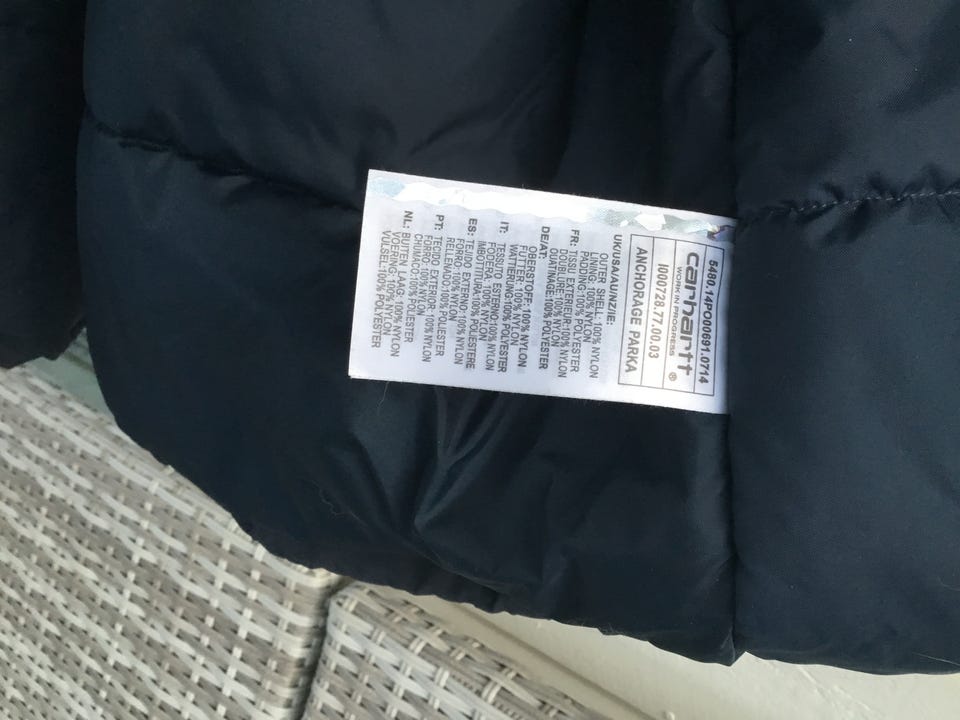 5480.14PO00691.0714
carhartt ®
WORK IN PROGRESS
I000728.77.00.03
ANCHORAGE PARKA
UK/USA/AU/NZ/IE:
OUTER SHELL:100% NYLON
LINING: 100% NYLON
PADDING:100% POLYESTER
FR: TISSU EXTERIEUR:100% NYLON
DOUBLURE:100% NYLON
OUATINAGE:100% POLYESTER
DE/AT:
OBERSTOFF: 100% NYLON
FUTTER: 100% NYLON
WATTIERUNG:100% POLYESTER
IT: TESSUTO ESTERNO:100% NYLON
FODERA: 100% NYLON
IMBOTTITURA:100% POLIESTERE
ES: TEJIDO EXTERNO:100% NYLON
FORRO: 100% NYLON
RELLENADO:100% POLIESTER
PT: TECIDO EXTERIOR:100% NYLON
FORRO:100% NYLON
CHUMACO:100% POLIESTER
NL: BUITEN LAAG: 100% NYLON
VOERING:100% NYLON
VULSEL:100% POLYESTER